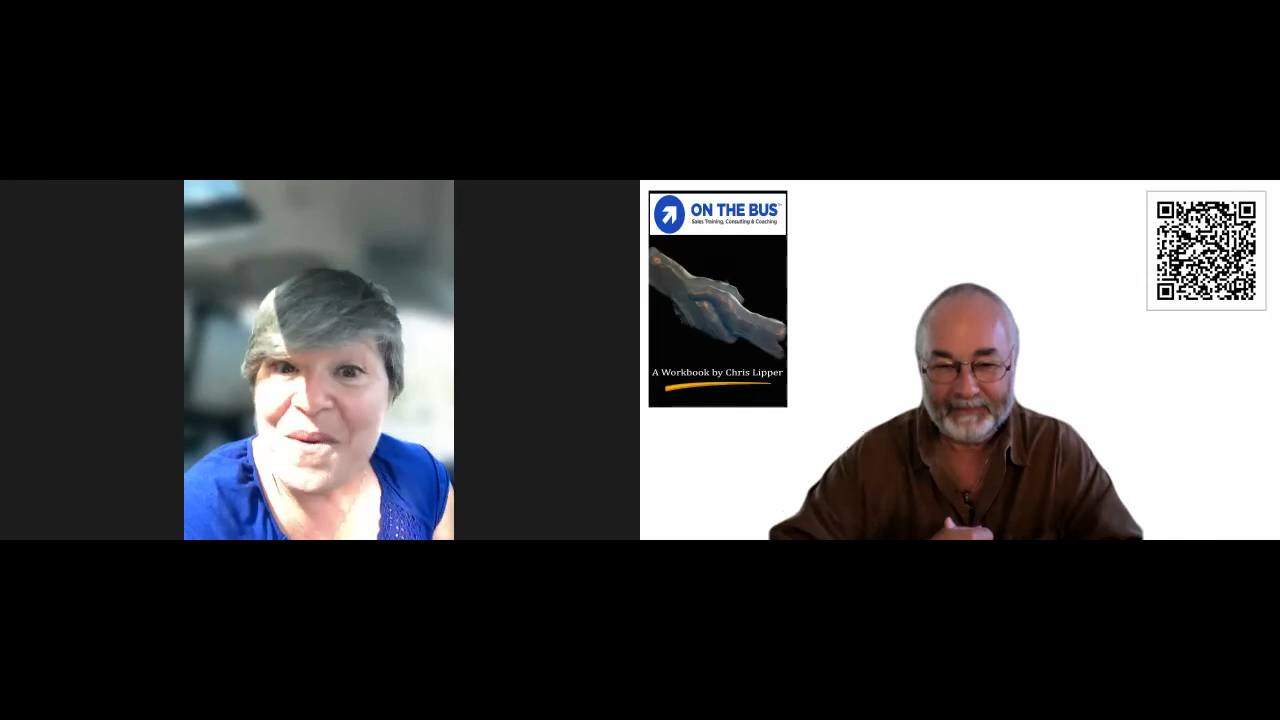 ON THE BUS
Sales Training, Consulting & Coaching
A Workbook by Chris Lipper